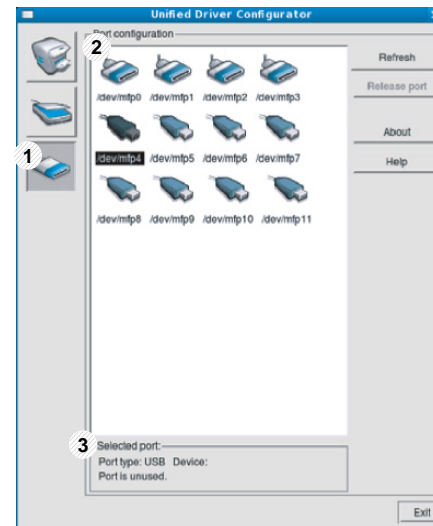 Unified Driver Configurator
2
Port configuration
Refresh
/dev/mfp0 /dev/mfp1 /dev/mfp2 /dev/mfp3
Release port
About
1
/dev/mfp4 /dev/mfp5 /dev/mfp6 /dev/mfp7
Help
/dev/mfp8 /dev/mfp9 /dev/mfp10 /dev/mfp11
3
Selected port:
Port type: USB Device:
Port is unused.
Exit